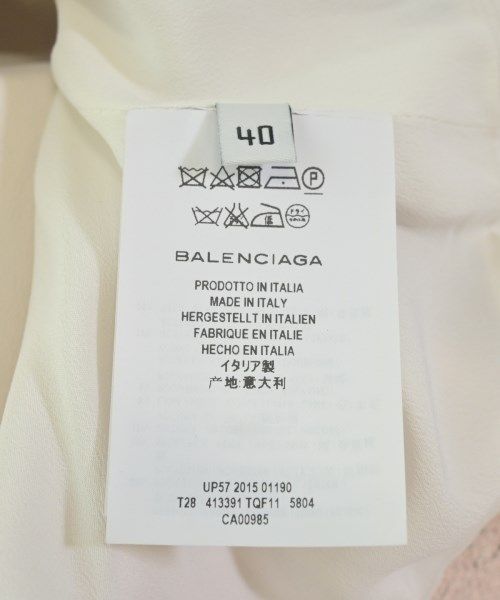 40
P
BALENCIAGA
PRODOTTO IN ITALIA
MADE IN ITALY
HERGESTELLT IN ITALIEN
FABRIQUE EN ITALIE
HECHO EN ITALIA
イタリア製
产地:意大利
UP57 2015 01190
T28 413391 TQF11 5804
CA00985